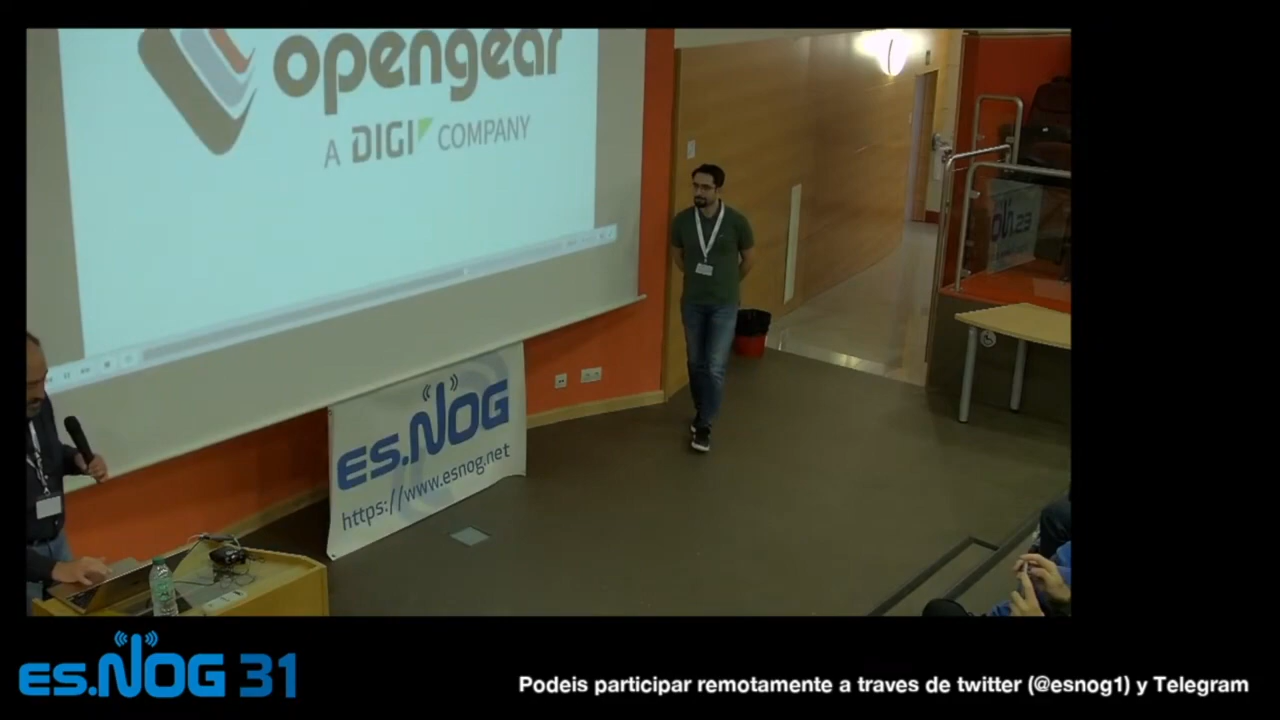 opengear
A DIGI COMPANY
es.NOG
https://www.esnog.net
es.NOG 31
Podeis participar remotamente a traves de twitter (@esnog1) y Telegram